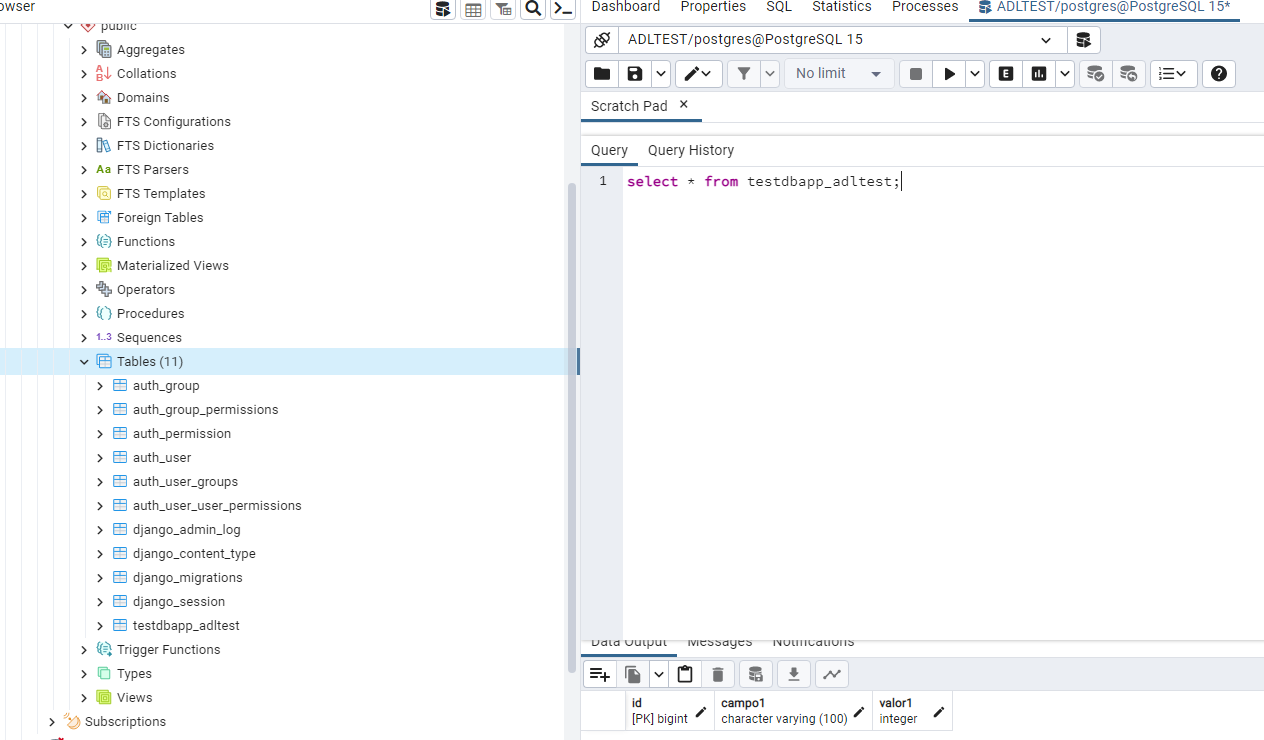 owser
public
Aggregates
Collations
Domains
FTS Configurations
FTS Dictionaries
Aa FTS Parsers
FTS Templates
Foreign Tables
Functions
Materialized Views
Operators
Procedures
1..3 Sequences
Tables (11)
auth_group
auth_group_permissions
auth_permission
auth_user
auth_user_groups
auth_user_user_permissions
django_admin_log
django_content_type
django_migrations
django_session
testdbapp_adltest
Trigger Functions
Types
Views
Subscriptions
Dashboard Properties SQL Statistics Processes ADLTEST/postgres@PostgreSQL 15*
ADLTEST/postgres@PostgreSQL 15
No limit E
Scratch Pad
Query Query History
1 select * from testdbapp_adltest;
Data Output Messages Notifications
id campo1 valor1
[PK] bigint character varying (100) integer